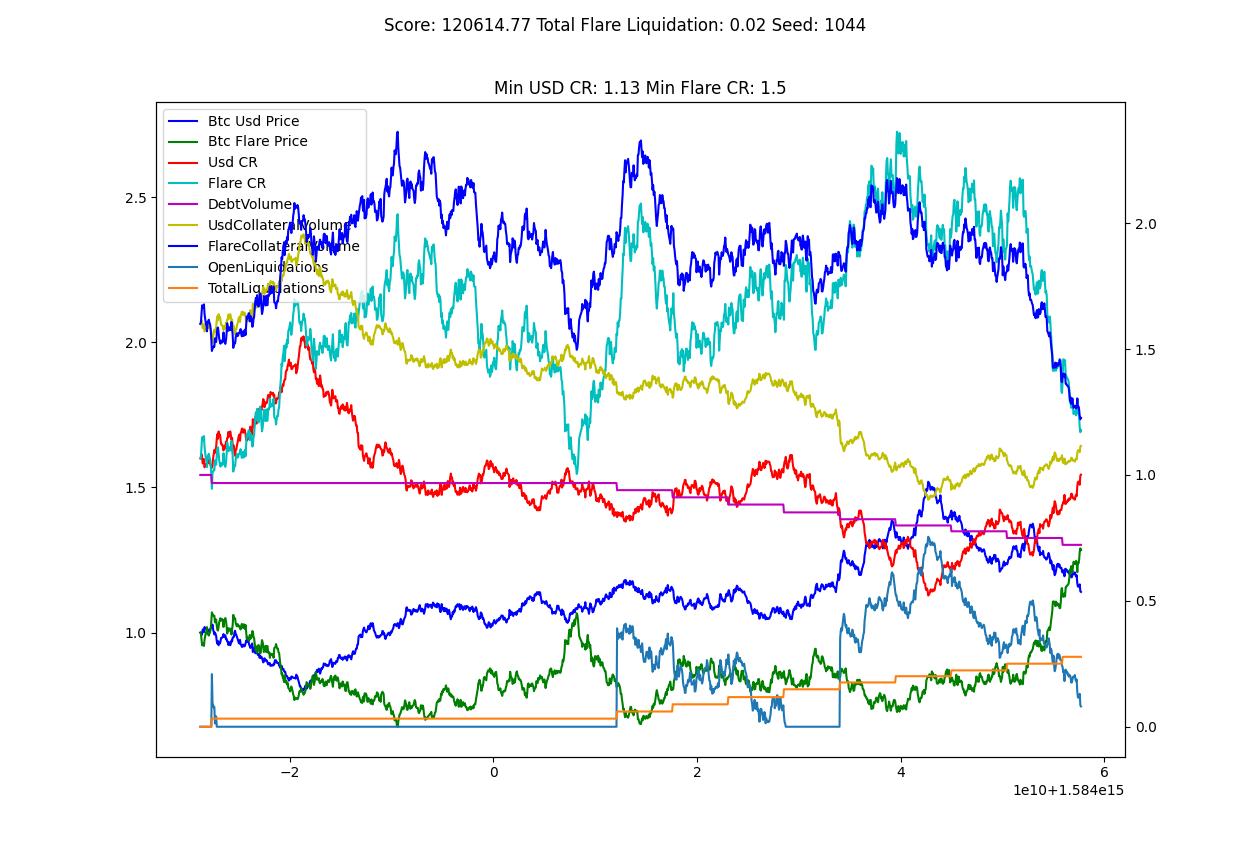 Score: 120614.77 Total Flare Liquidation: 0.02 Seed: 1044
Min USD CR: 1.13 Min Flare CR: 1.5
Btc Usd Price
Btc Flare Price
Usd CR
Flare CR
DebtVolume
UsdCollateralVolume
FlareCollateralVolume
OpenLiquidations
TotalLiquidations
2.5
2.0
1.5
1.0
2.0
1.5
1.0
0.5
0.0
−2 0 2 4 6
1e10+1.584e15